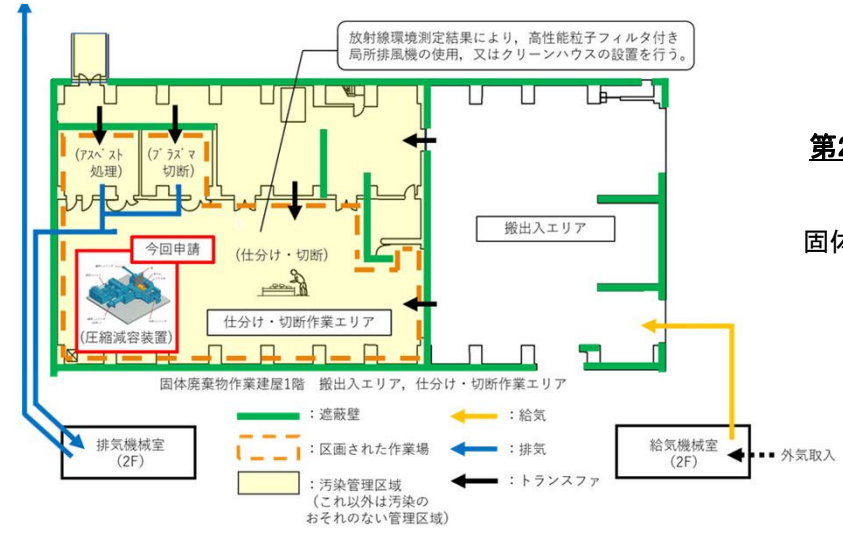 放射線環境測定結果により，高性能粒子フィルタ付き
局所排風機の使用，又はクリーンハウスの設置を行う。
第2
(アスベスト
処理)
(プラズマ
切断)
搬出入エリア
固体
今回申請
(仕分け・切断)
(圧縮減容装置)
仕分け・切断作業エリア
固体廃棄物作業建屋1階　搬出入エリア，仕分け・切断作業エリア
：遮蔽壁
：給気
排気機械室
(2F)
：区画された作業場
：排気
給気機械室
(2F)
外気取入
：汚染管理区域
(これ以外は汚染の
おそれのない管理区域)
：トランスファ